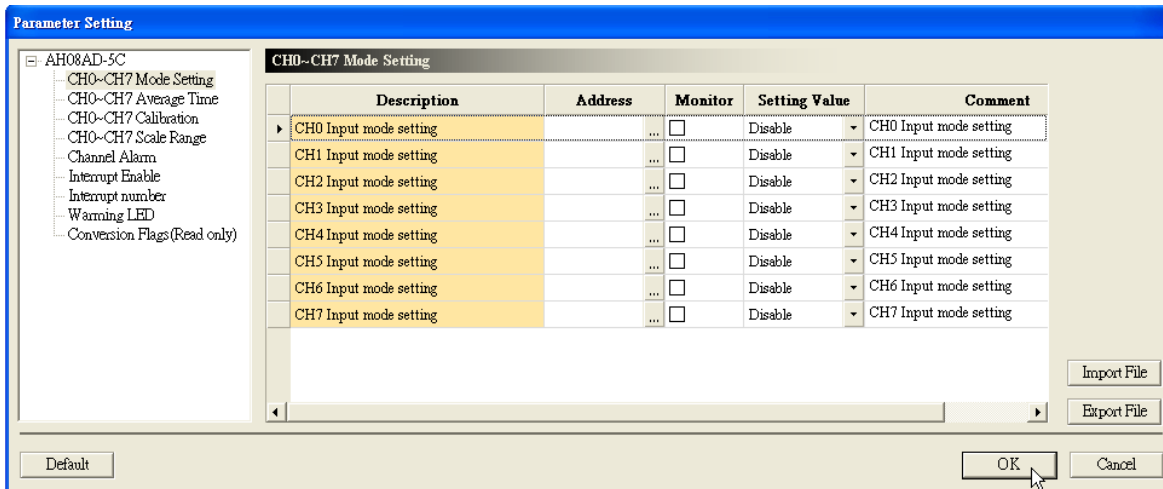 Parameter Setting
AH08AD-5C
CH0~CH7 Mode Setting
CH0~CH7 Average Time
CH0~CH7 Calibration
CH0~CH7 Scale Range
Channel Alarm
Interrupt Enable
Interrupt number
Warning LED
Conversion Flags(Read only)
CH0~CH7 Mode Setting
Description Address Monitor Setting Value Comment
CH0 Input mode setting ... Disable CH0 Input mode setting
CH1 Input mode setting ... Disable CH1 Input mode setting
CH2 Input mode setting ... Disable CH2 Input mode setting
CH3 Input mode setting ... Disable CH3 Input mode setting
CH4 Input mode setting ... Disable CH4 Input mode setting
CH5 Input mode setting ... Disable CH5 Input mode setting
CH6 Input mode setting ... Disable CH6 Input mode setting
CH7 Input mode setting ... Disable CH7 Input mode setting
Import File
Export File
Default OK Cancel